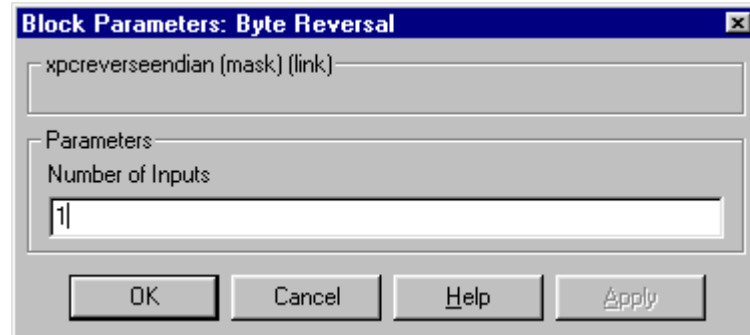 Block Parameters: Byte Reversal
xpcreverseendian (mask) (link)
Parameters
Number of Inputs
1
OK Cancel Help Apply